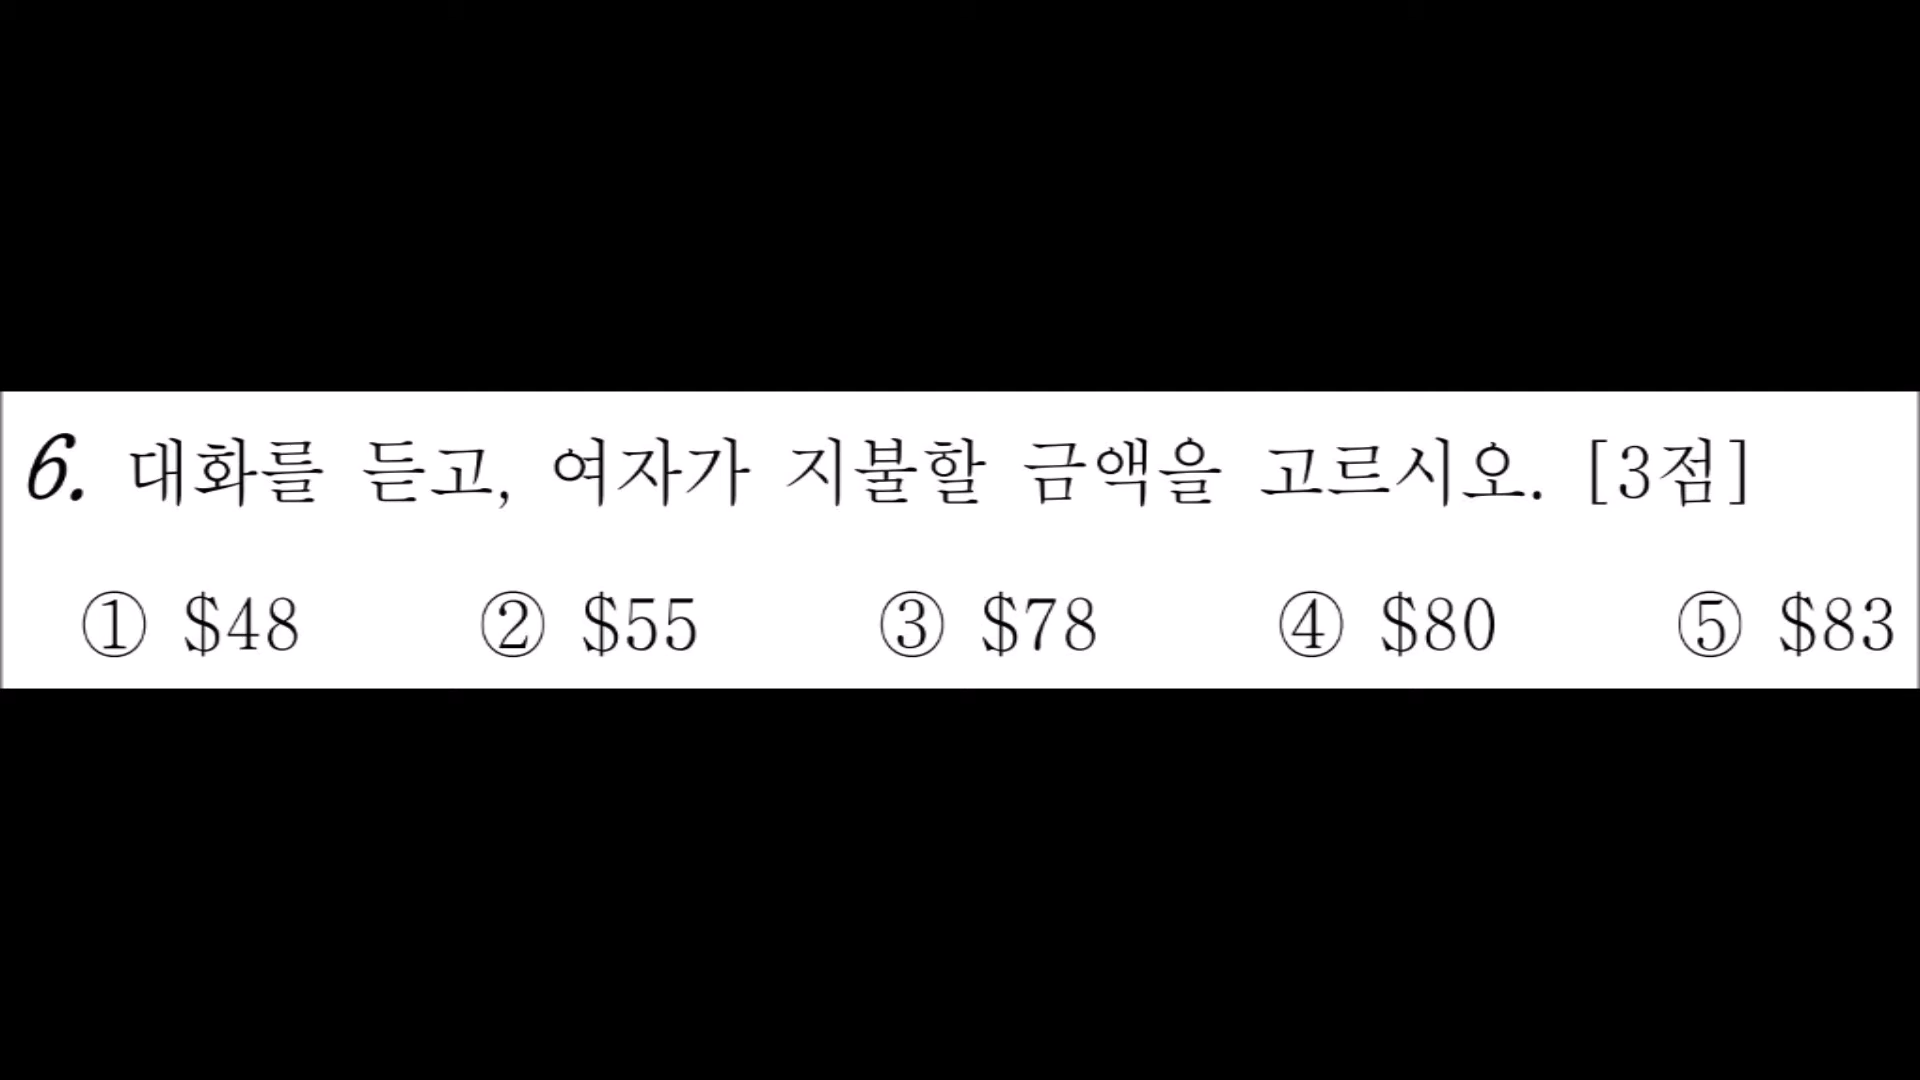 6. 대화를 듣고, 여자가 지불할 금액을 고르시오. [3점]
① $48 ② $55 ③ $78 ④ $80 ⑤ $83